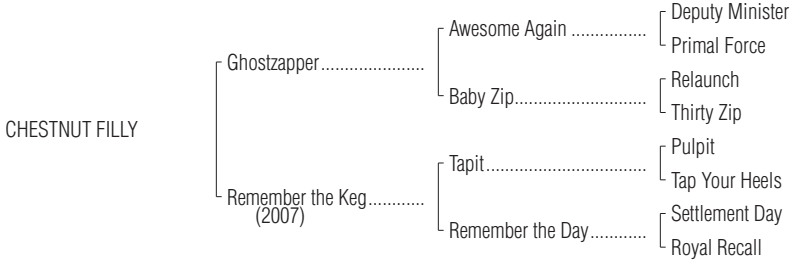 Deputy Minister
Awesome Again ................
Primal Force
Ghostzapper......................
Relaunch
Baby Zip............................
Thirty Zip
CHESTNUT FILLY
Pulpit
Tapit..................................
Tap Your Heels
Remember the Keg............
(2007)
Settlement Day
Remember the Day............
Royal Recall